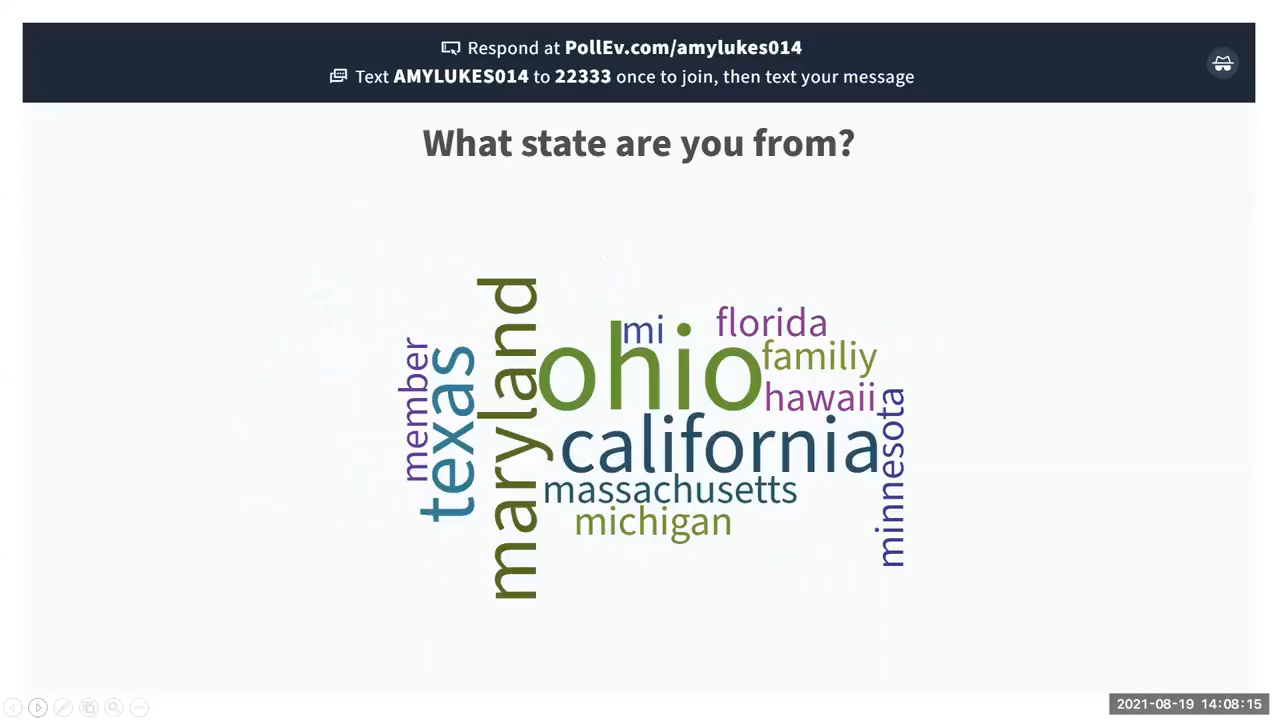 Respond at PollEv.com/amylukes014
Text AMYLUKES014 to 22333 once to join, then text your message
What state are you from?
member
texas
maryland
ohio
mi
florida
familiy
hawaii
california
minnesota
massachusetts
michigan
2021-08-19 14:08:15